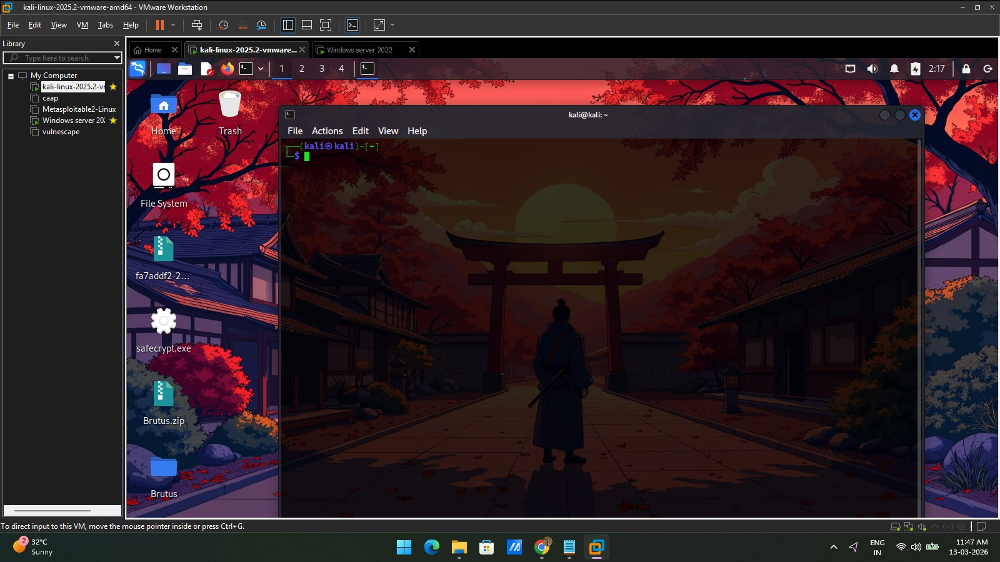 kali-linux-2025.2-vmware-amd64 - VMware Workstation
File Edit View VM Tabs Help
Library
Type here to search
My Computer
kali-linux-2025.2-vr
caap
Metasploitable2-Linux
Windows server 202
vulnescape
Home
kali-linux-2025.2-vmware...
Windows server 2022
1 2 3 4
2:17
Home
Trash
File System
fa7addf2-2...
safecrypt.exe
Brutus.zip
Brutus
kali@kali: ~
File Actions Edit View Help
┌──(kali㉿kali)-[~]
└─$
To direct input to this VM, move the mouse pointer inside or press Ctrl+G.
2
32°C
Sunny
ENG
IN
11:47 AM
13-03-2026